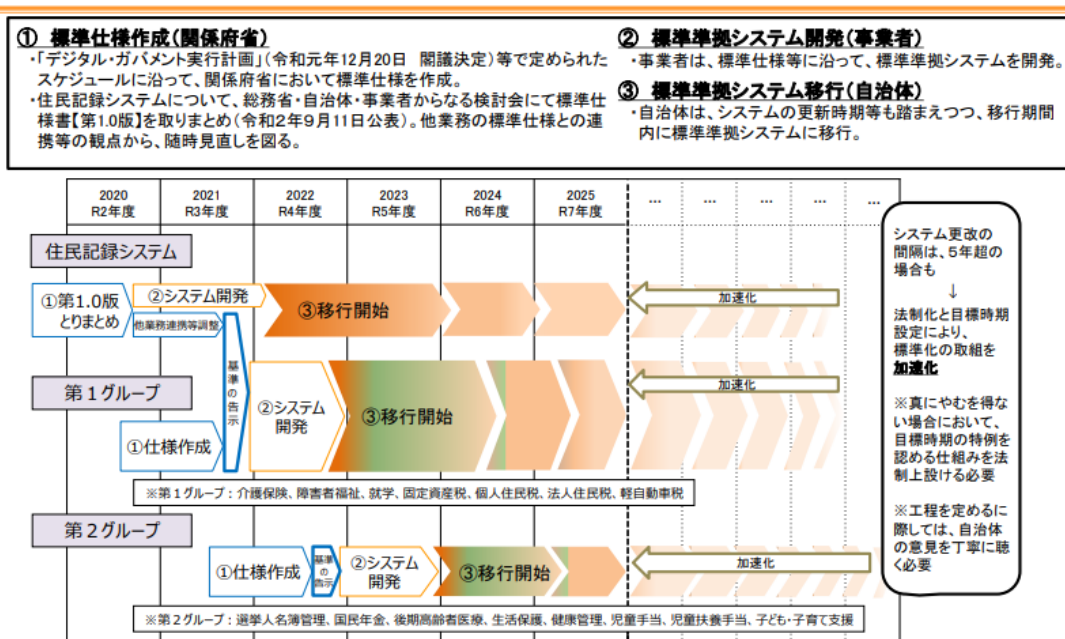 ① 標準仕様作成(関係府省)
・「デジタル・ガバメント実行計画」(令和元年12月20日 閣議決定)等で定められた
スケジュールに沿って、関係府省において標準仕様を作成。
・住民記録システムについて、総務省・自治体・事業者からなる検討会にて標準仕
様書【第1.0版】を取りまとめ(令和2年9月11日公表)。他業務の標準仕様との連
携等の観点から、随時見直しを図る。
② 標準準拠システム開発(事業者)
・事業者は、標準仕様等に沿って、標準準拠システムを開発。
③ 標準準拠システム移行(自治体)
・自治体は、システムの更新時期等も踏まえつつ、移行期間
内に標準準拠システムに移行。
2020 2021 2022 2023 2024 2025 … … … … …
R2年度 R3年度 R4年度 R5年度 R6年度 R7年度
住民記録システム
①第1.0版
とりまとめ
②システム開発
他業務連携等調整
③移行開始
加速化
基準の告示
第1グループ
①仕様作成
②システム
開発
③移行開始
加速化
※第1グループ:介護保険、障害者福祉、就学、固定資産税、個人住民税、法人住民税、軽自動車税
第2グループ
①仕様作成
基準
の
告示
②システム
開発
③移行開始
加速化
※第2グループ:選挙人名簿管理、国民年金、後期高齢者医療、生活保護、健康管理、児童手当、児童扶養手当、子ども・子育て支援
システム更改の
間隔は、5年超の
場合も
↓
法制化と目標時期
設定により、
標準化の取組を
加速化
※真にやむを得な
い場合において、
目標時期の特例を
認める仕組みを法
制上設ける必要
※工程を定めるに
際しては、自治体
の意見を丁寧に聴
く必要